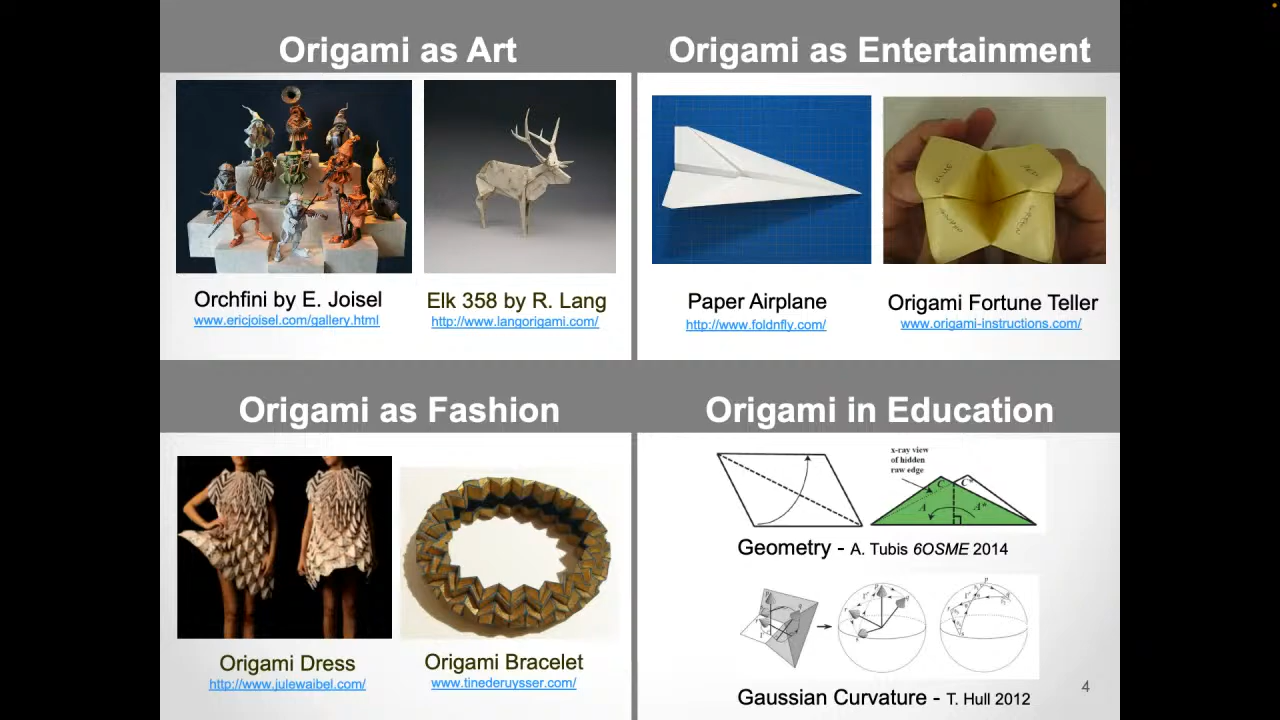 Origami as Art
Orchfini by E. Joisel
www.ericjoisel.com/gallery.html
Elk 358 by R. Lang
http://www.langorigami.com/
Origami as Entertainment
Paper Airplane
http://www.foldnfly.com/
Origami Fortune Teller
www.origami-instructions.com/
Origami as Fashion
Origami Dress
http://www.julewaibel.com/
Origami Bracelet
www.tinederuysser.com/
Origami in Education
x-ray view
of hidden
raw edge
C C*
A A*
Geometry - A. Tubis 6OSME 2014
Gaussian Curvature - T. Hull 2012
4